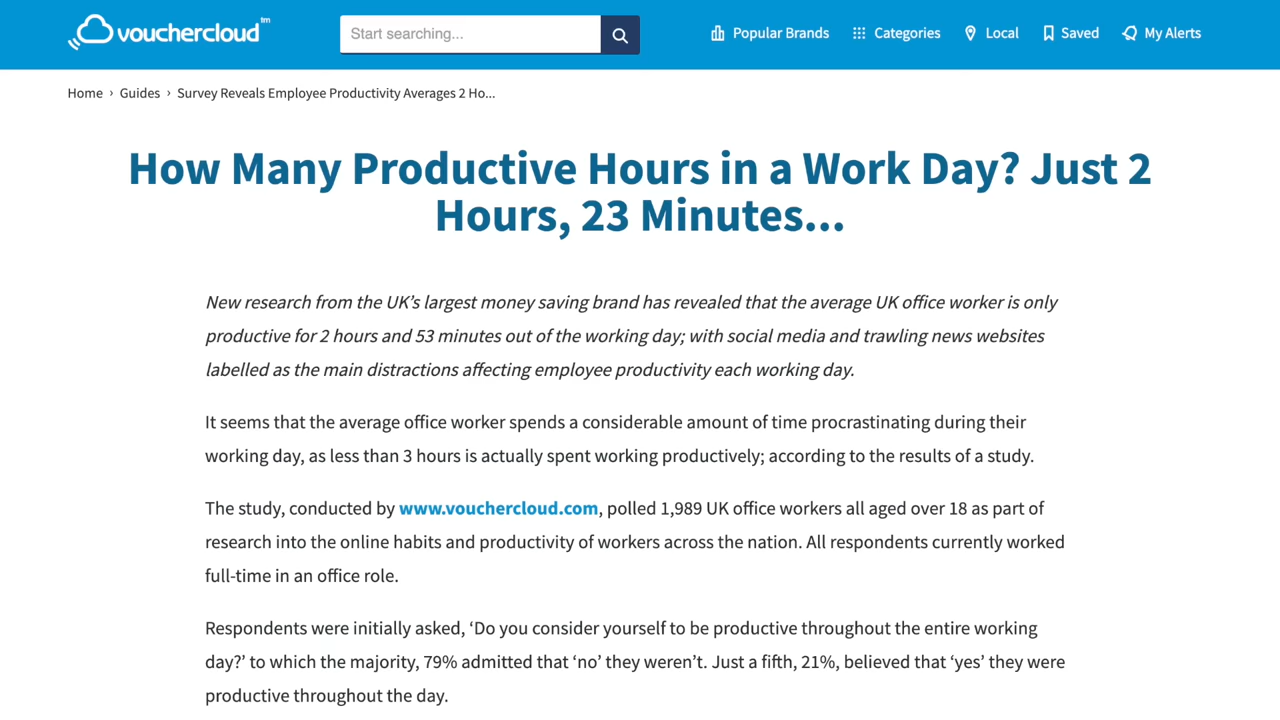 vouchercloud™
Start searching...
Popular Brands
Categories
Local
Saved
My Alerts
Home › Guides › Survey Reveals Employee Productivity Averages 2 Ho...
How Many Productive Hours in a Work Day? Just 2
Hours, 23 Minutes...
New research from the UK’s largest money saving brand has revealed that the average UK office worker is only
productive for 2 hours and 53 minutes out of the working day; with social media and trawling news websites
labelled as the main distractions affecting employee productivity each working day.
It seems that the average office worker spends a considerable amount of time procrastinating during their
working day, as less than 3 hours is actually spent working productively; according to the results of a study.
The study, conducted by www.vouchercloud.com, polled 1,989 UK office workers all aged over 18 as part of
research into the online habits and productivity of workers across the nation. All respondents currently worked
full-time in an office role.
Respondents were initially asked, ‘Do you consider yourself to be productive throughout the entire working
day?’ to which the majority, 79% admitted that ‘no’ they weren’t. Just a fifth, 21%, believed that ‘yes’ they were
productive throughout the day.